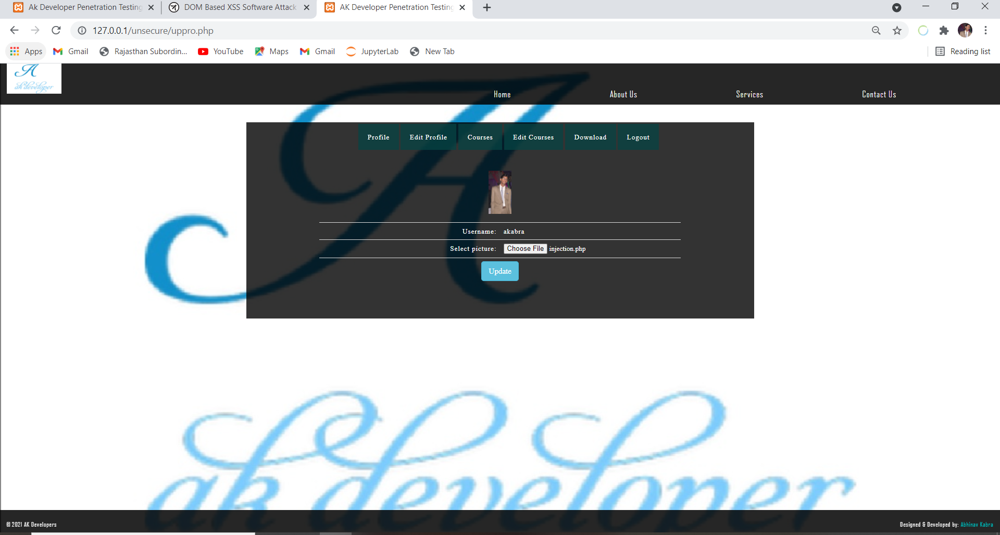 Ak Developer Penetration Testing
DOM Based XSS Software Attack
AK Developer Penetration Testing
127.0.0.1/unsecure/uppro.php
Apps
Gmail
Rajasthan Subordin...
YouTube
Maps
Gmail
JupyterLab
New Tab
Reading list
A
ak developer
Home
About Us
Services
Contact Us
Profile
Edit Profile
Courses
Edit Courses
Download
Logout
Username: akabra
Select picture: Choose File injection.php
Update
A
ak developer
© 2021 AK Developers
Designed & Developed by: Abhinav Kabra